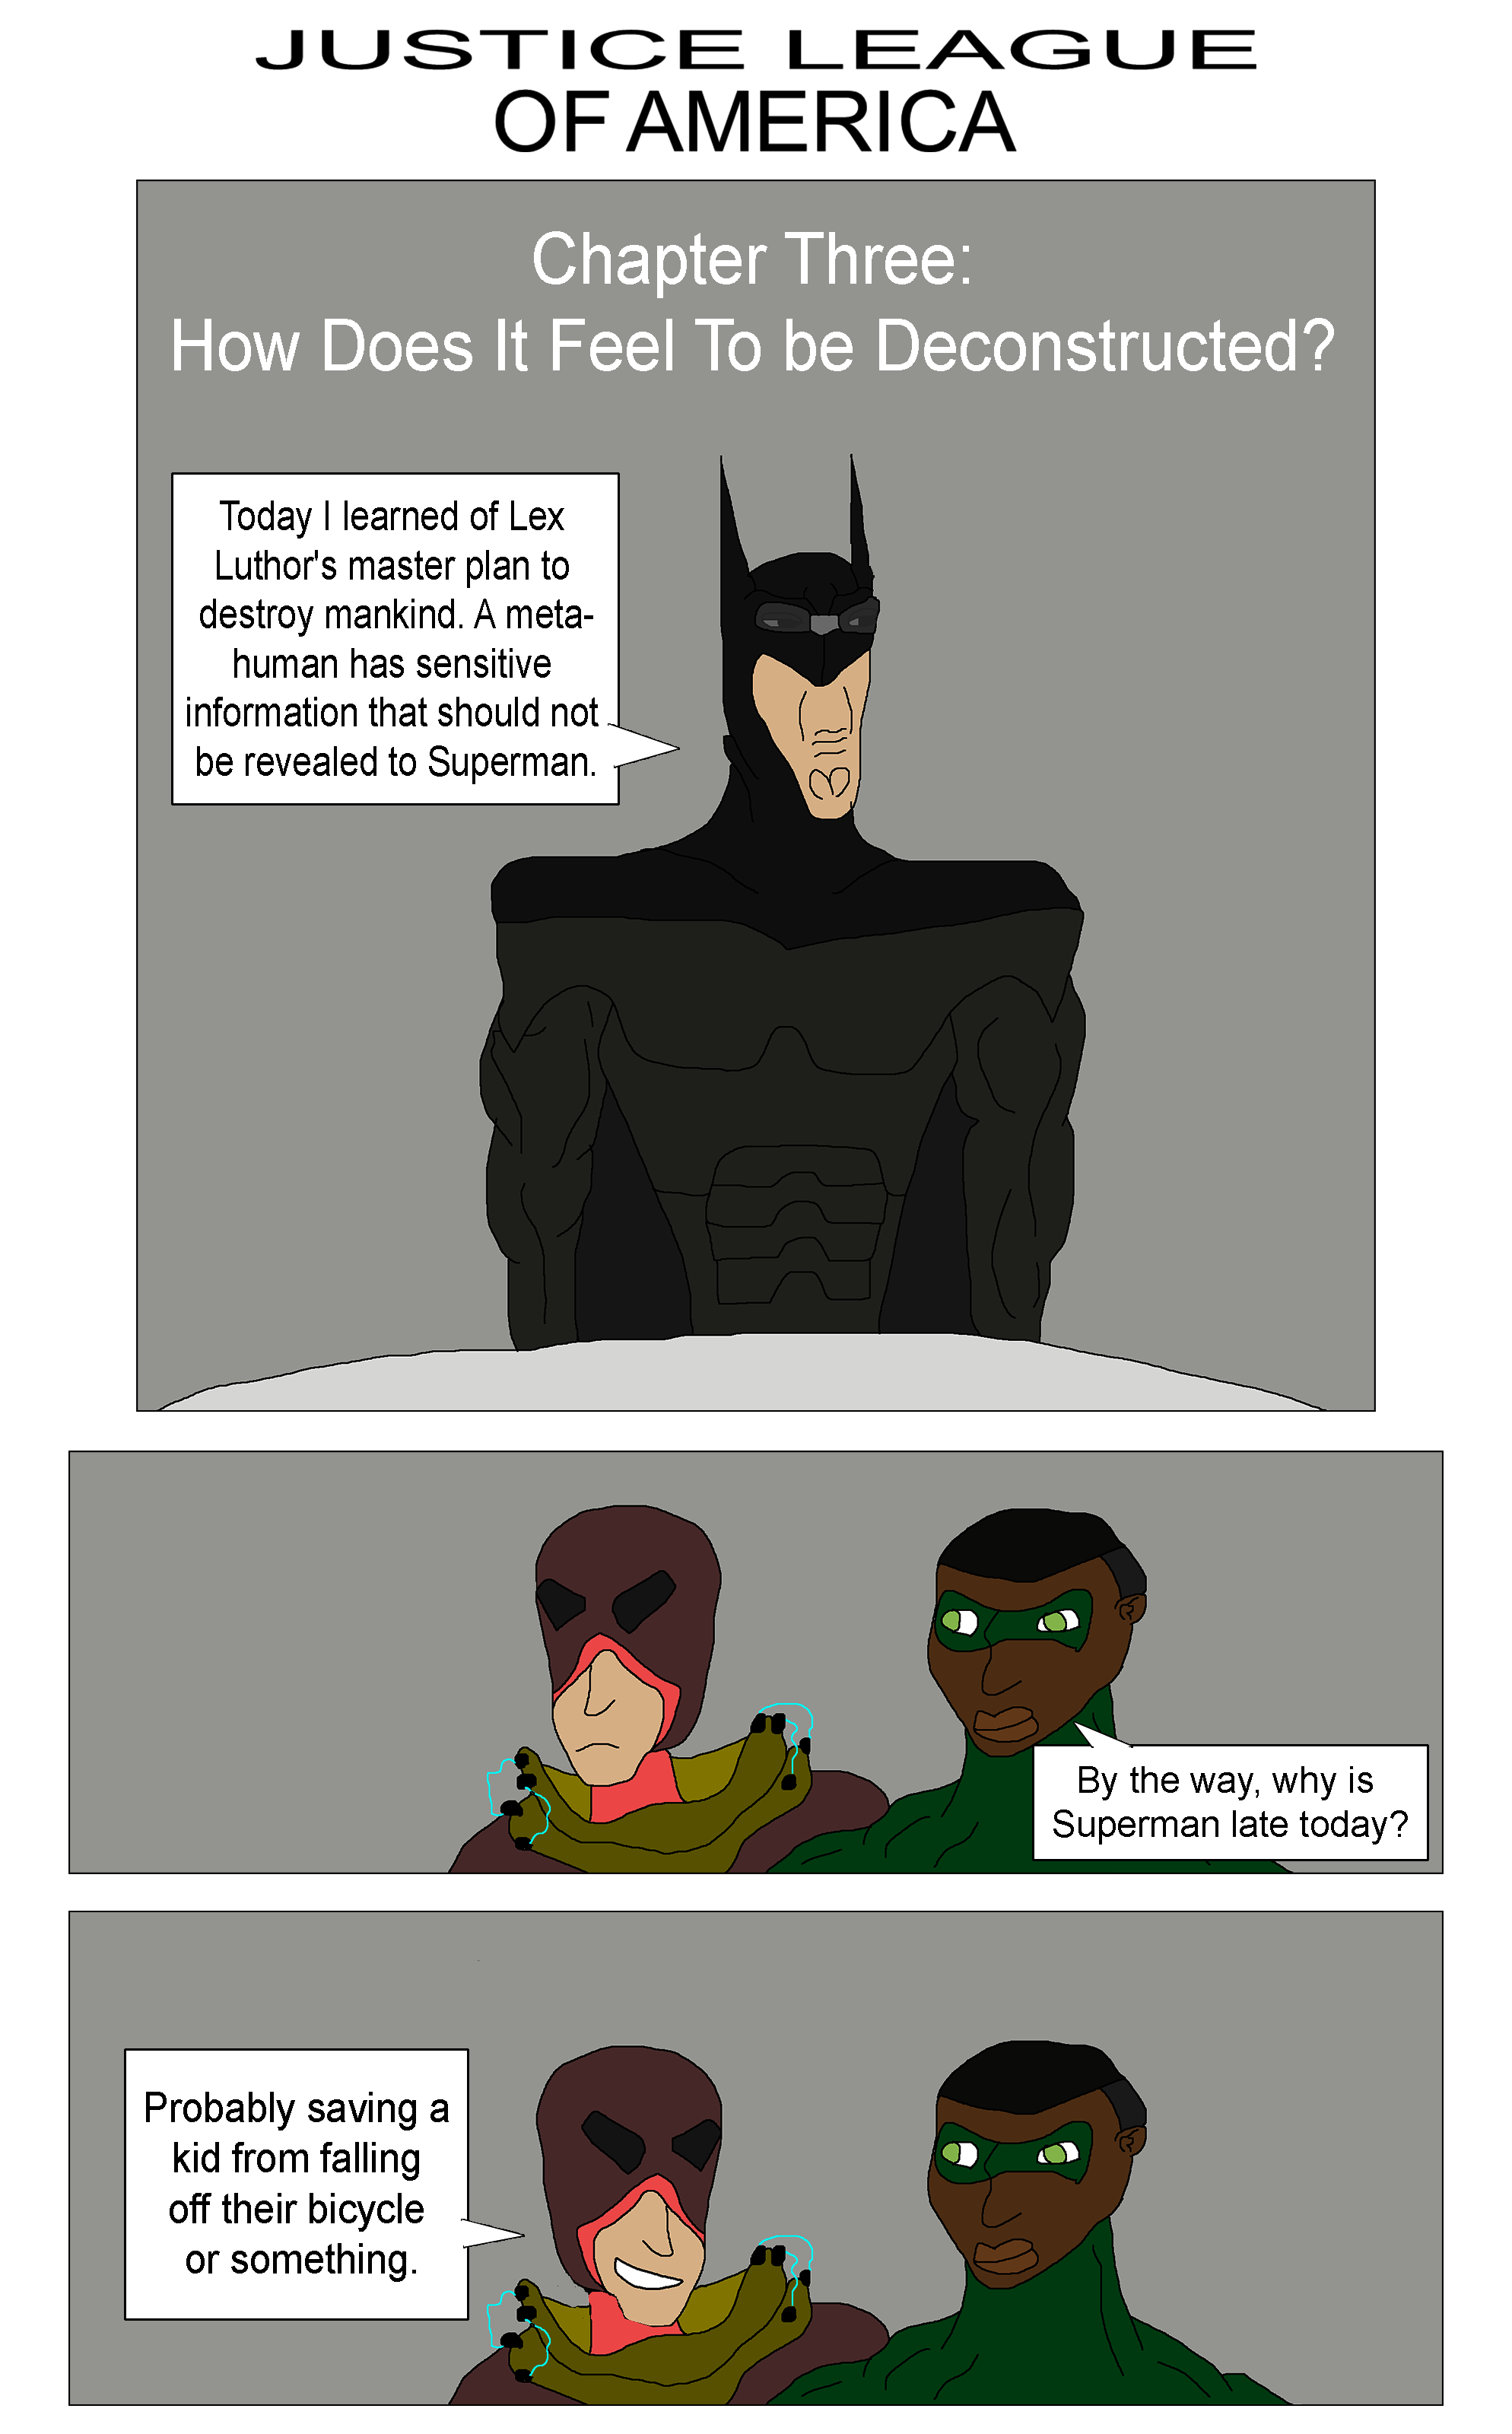 JUSTICE LEAGUE
OF AMERICA
Chapter Three:
How Does It Feel To be Deconstructed?
Today I learned of Lex
Luthor's master plan to
destroy mankind. A meta-
human has sensitive
information that should not
be revealed to Superman.
By the way, why is
Superman late today?
Probably saving a
kid from falling
off their bicycle
or something.